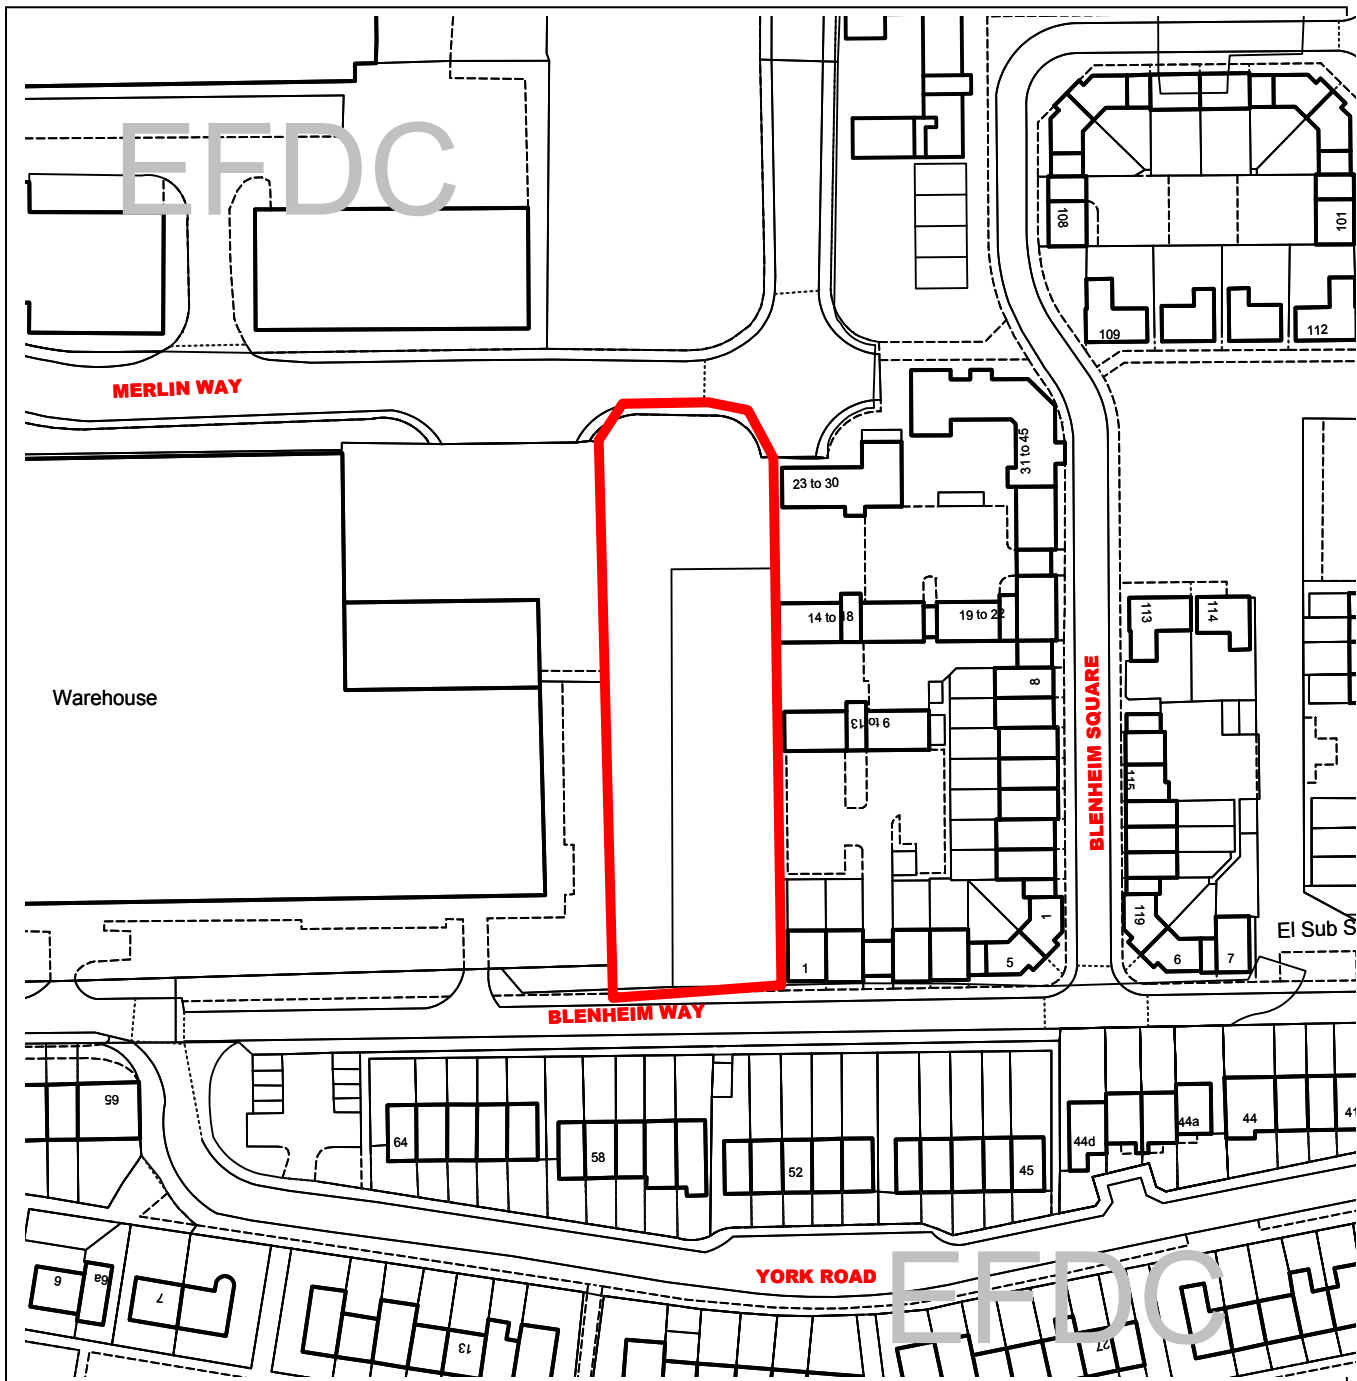 EFDC
108
101
109
112
MERLIN WAY
31 to 45
23 to 30
14 to 18
19 to 22
113
114
8
Warehouse
9 to 13
BLENHEIM SQUARE
115
1
119
El Sub S
1
5
6
7
BLENHEIM WAY
65
64
58
52
45
44d
44a
44
41
EFDC
YORK ROAD
6
6a
7
13
27